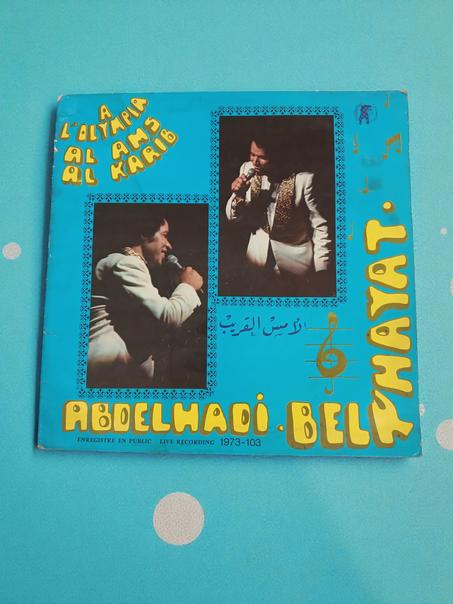 A
L'OLYMPIA
AL AMS
AL KARIB
الأمس القريب
ABDELHADI . BELKHAYAT .
ENREGISTRE EN PUBLIC LIVE RECORDING 1973-103